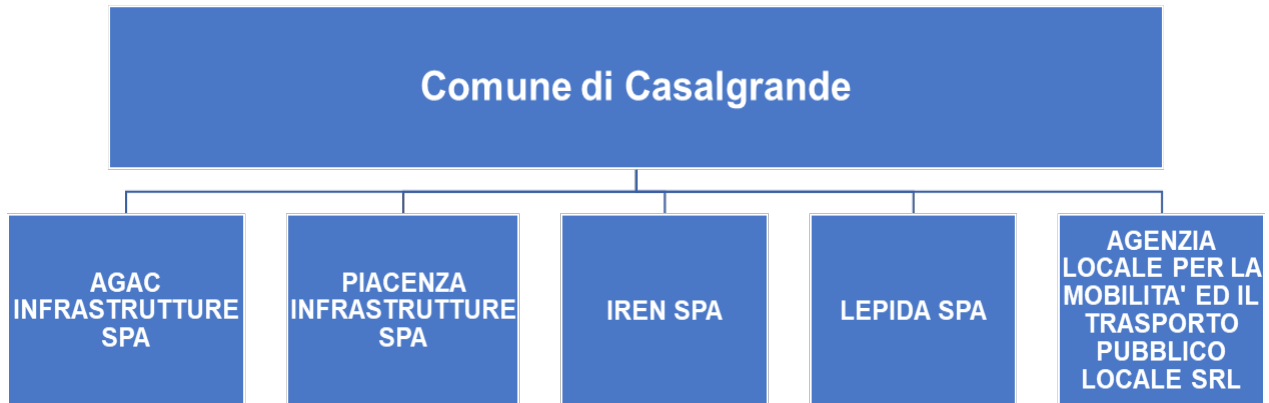 Comune di Casalgrande
AGAC
INFRASTRUTTURE
SPA
PIACENZA
INFRASTRUTTURE
SPA
IREN SPA
LEPIDA SPA
AGENZIA
LOCALE PER LA
MOBILITA' ED IL
TRASPORTO
PUBBLICO
LOCALE SRL